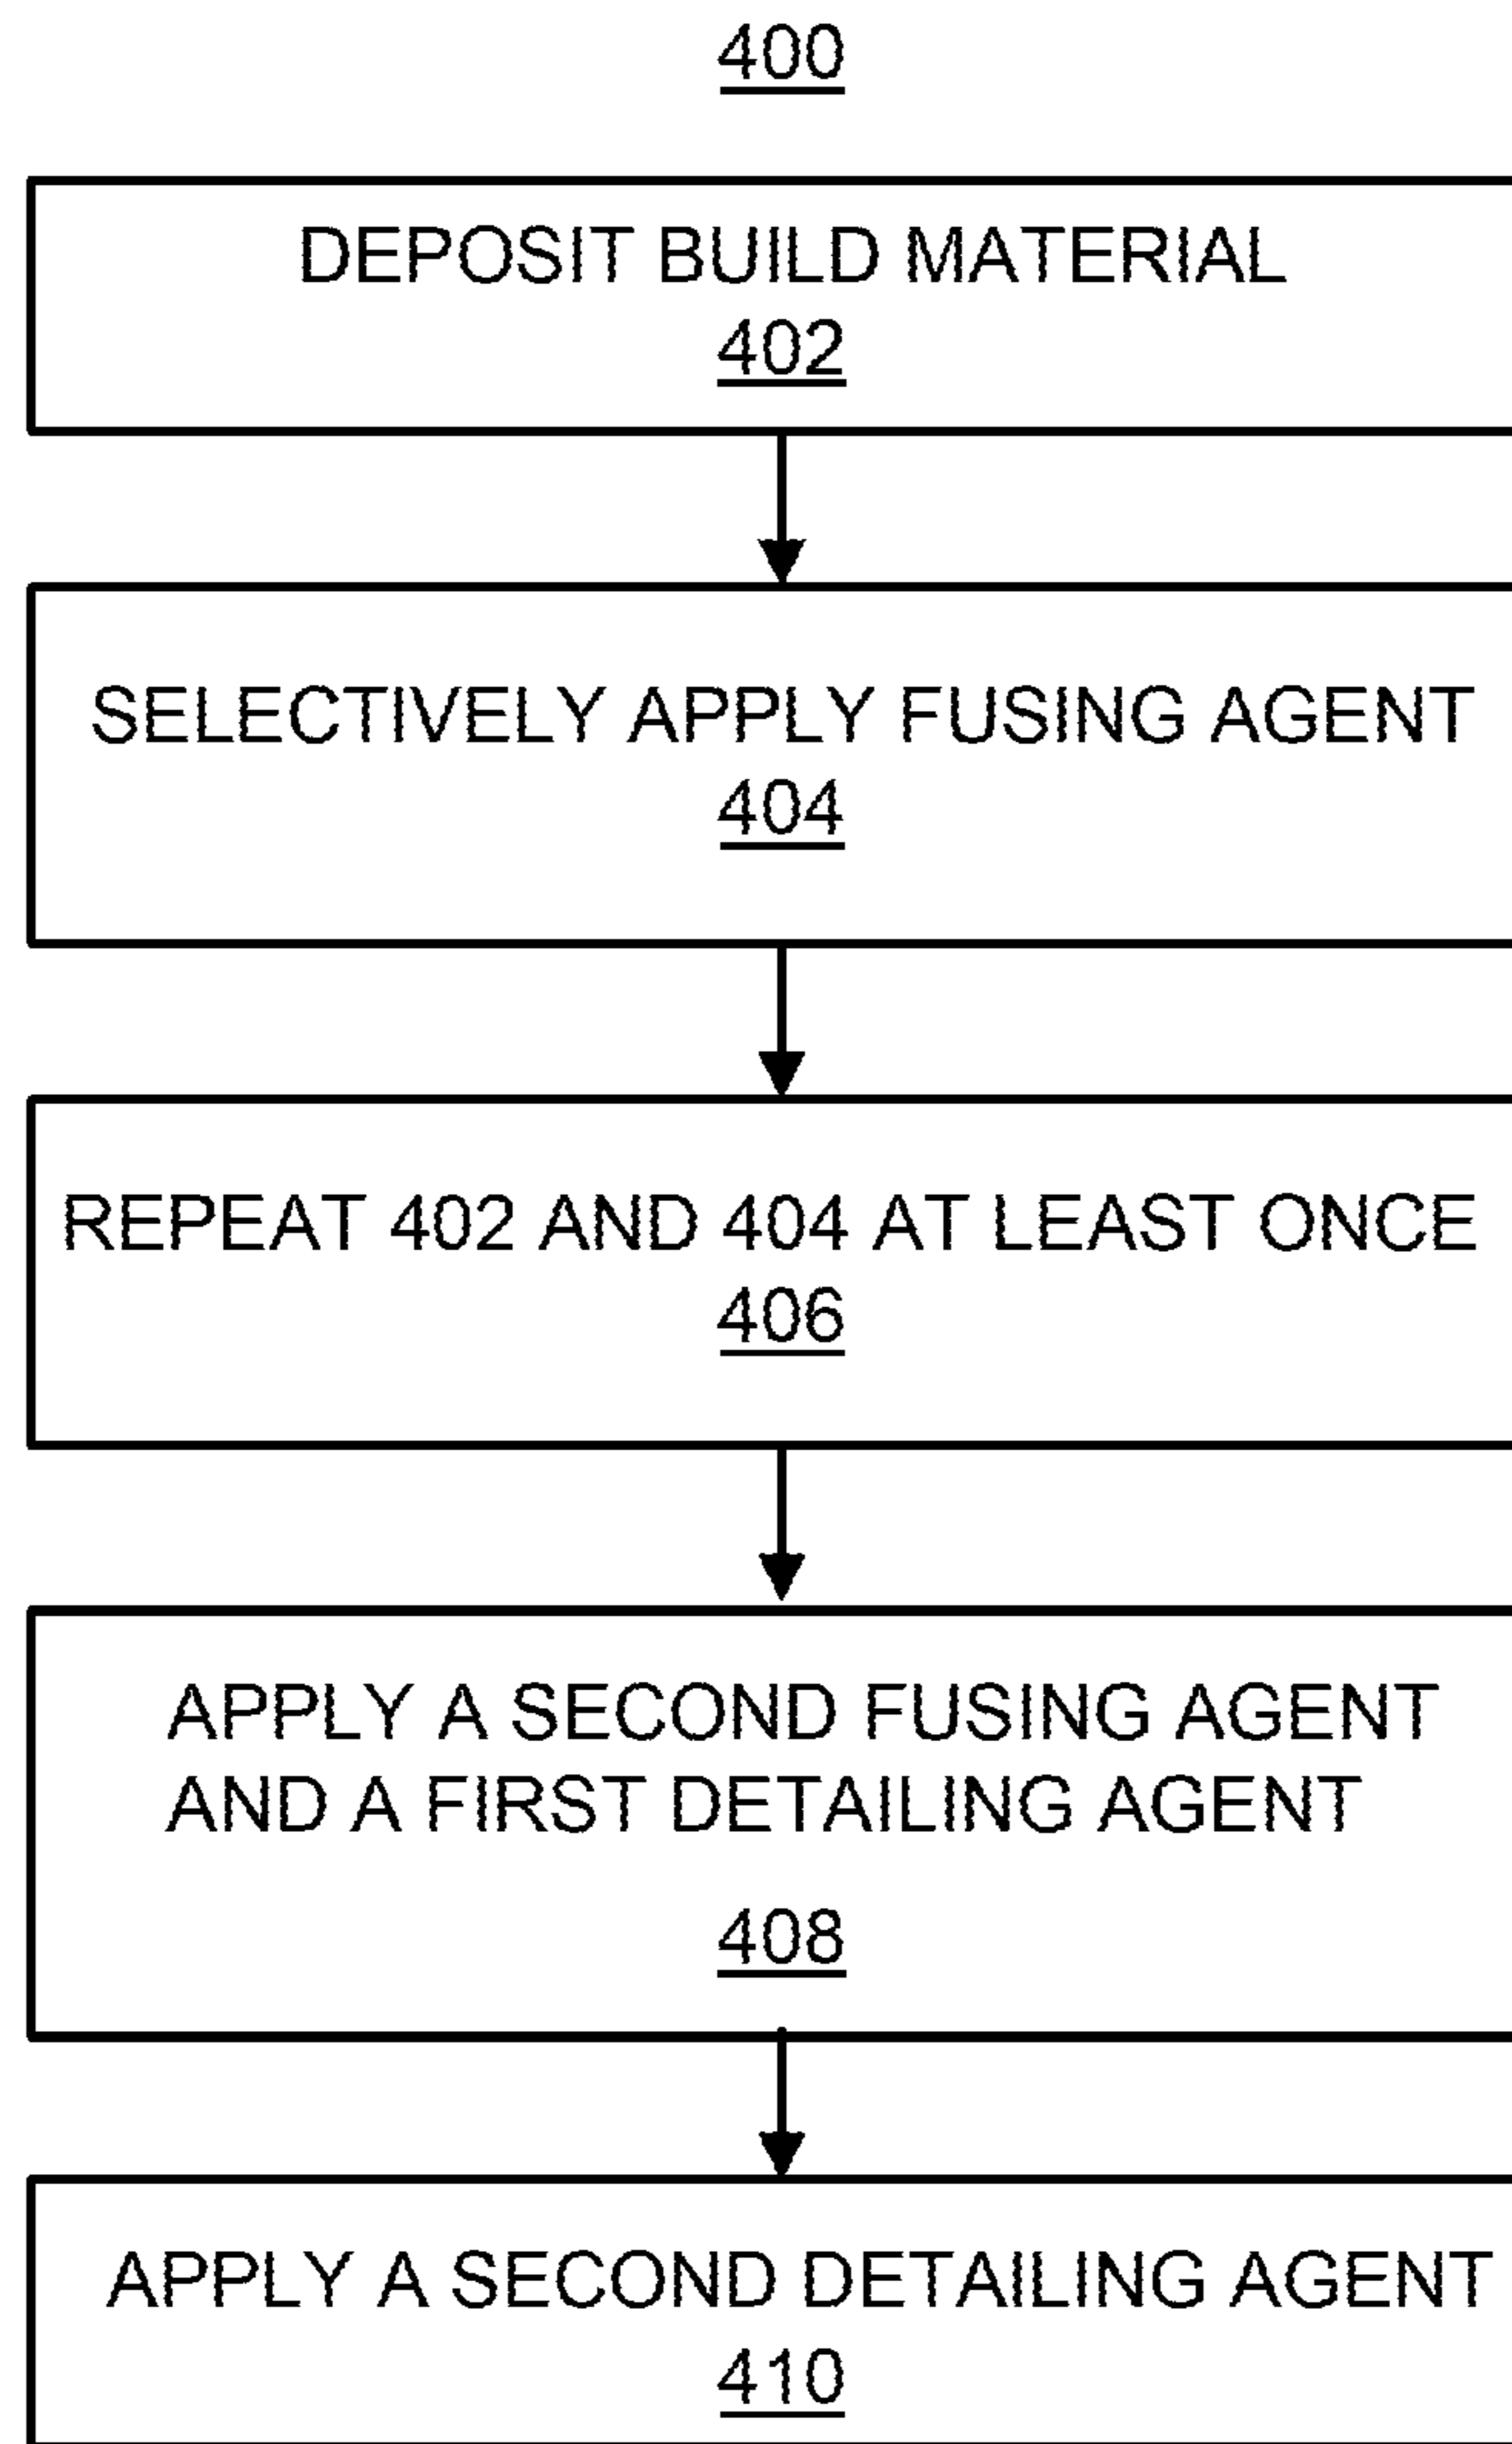 400
DEPOSIT BUILD MATERIAL
402
SELECTIVELY APPLY FUSING AGENT
404
REPEAT 402 AND 404 AT LEAST ONCE
406
APPLY A SECOND FUSING AGENT
AND A FIRST DETAILING AGENT
408
APPLY A SECOND DETAILING AGENT
410